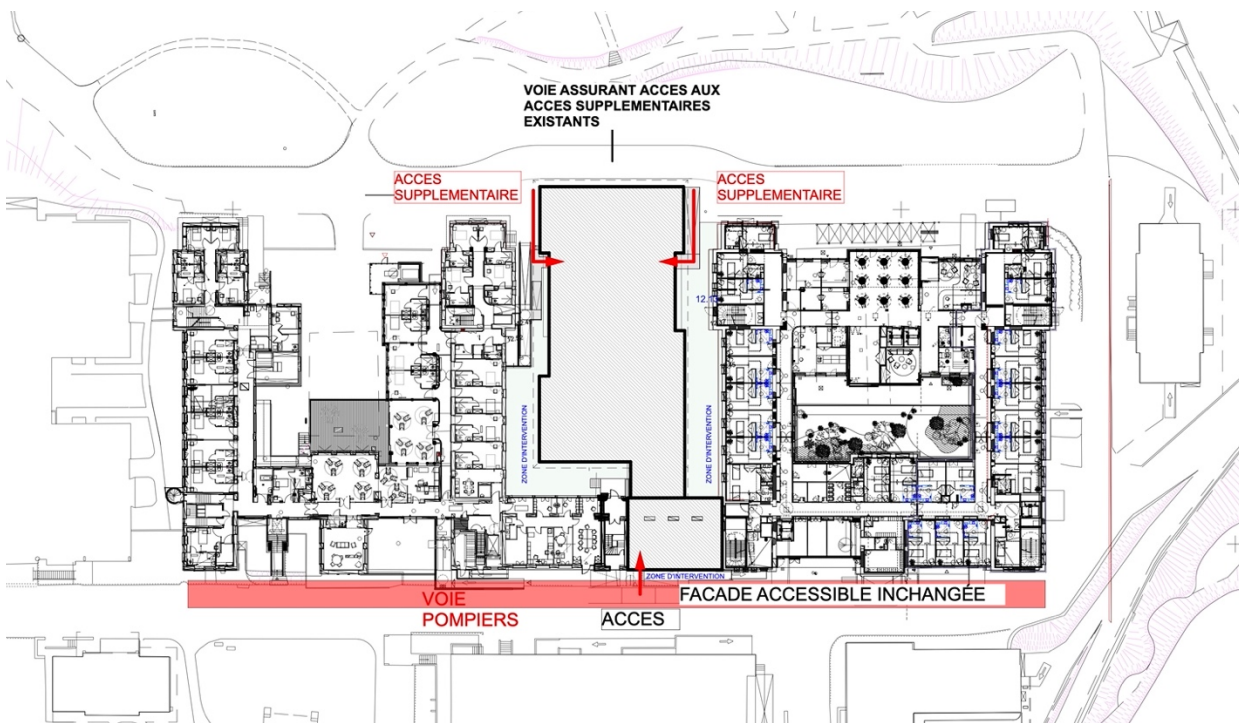 VOIE ASSURANT ACCES AUX
ACCES SUPPLEMENTAIRES
EXISTANTS
ACCES
SUPPLEMENTAIRE
ACCES
SUPPLEMENTAIRE
ZONE D'INTERVENTION
ZONE D'INTERVENTION
ZONE D'INTERVENTION
VOIE
POMPIERS
ACCES
FACADE ACCESSIBLE INCHANGÉE